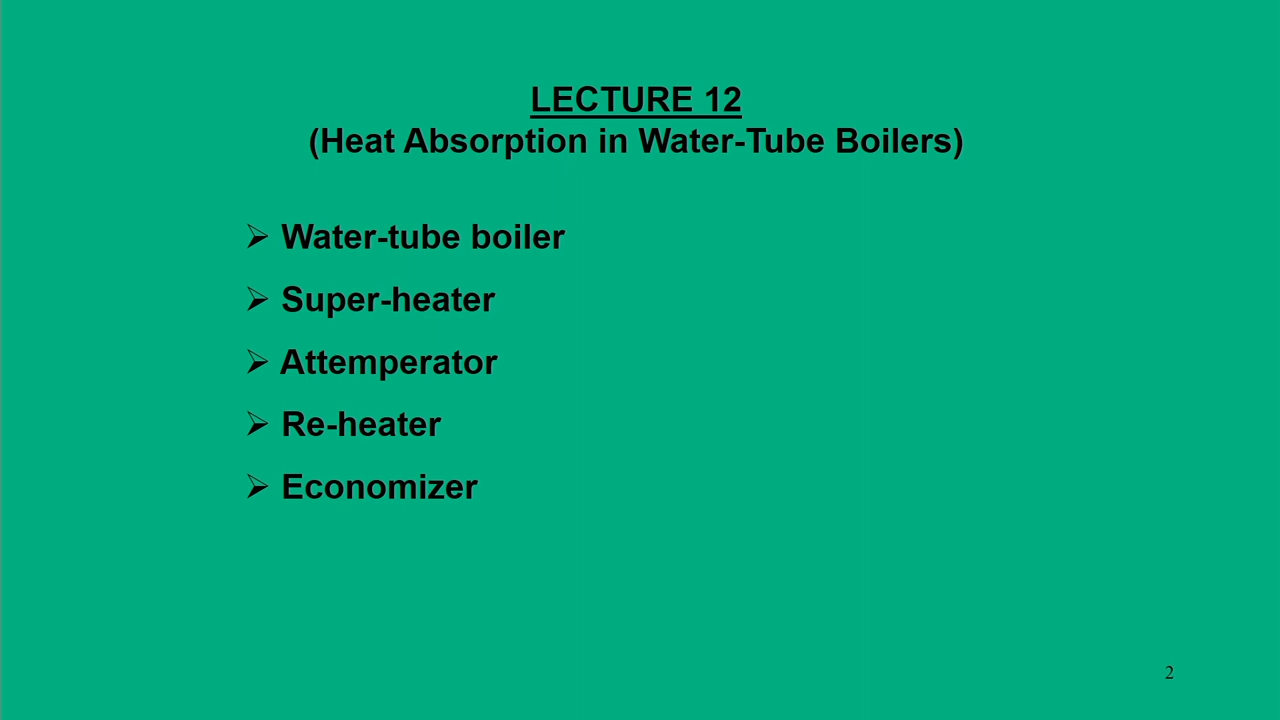 LECTURE 12
(Heat Absorption in Water-Tube Boilers)
➢ Water-tube boiler
➢ Super-heater
➢ Attemperator
➢ Re-heater
➢ Economizer
2